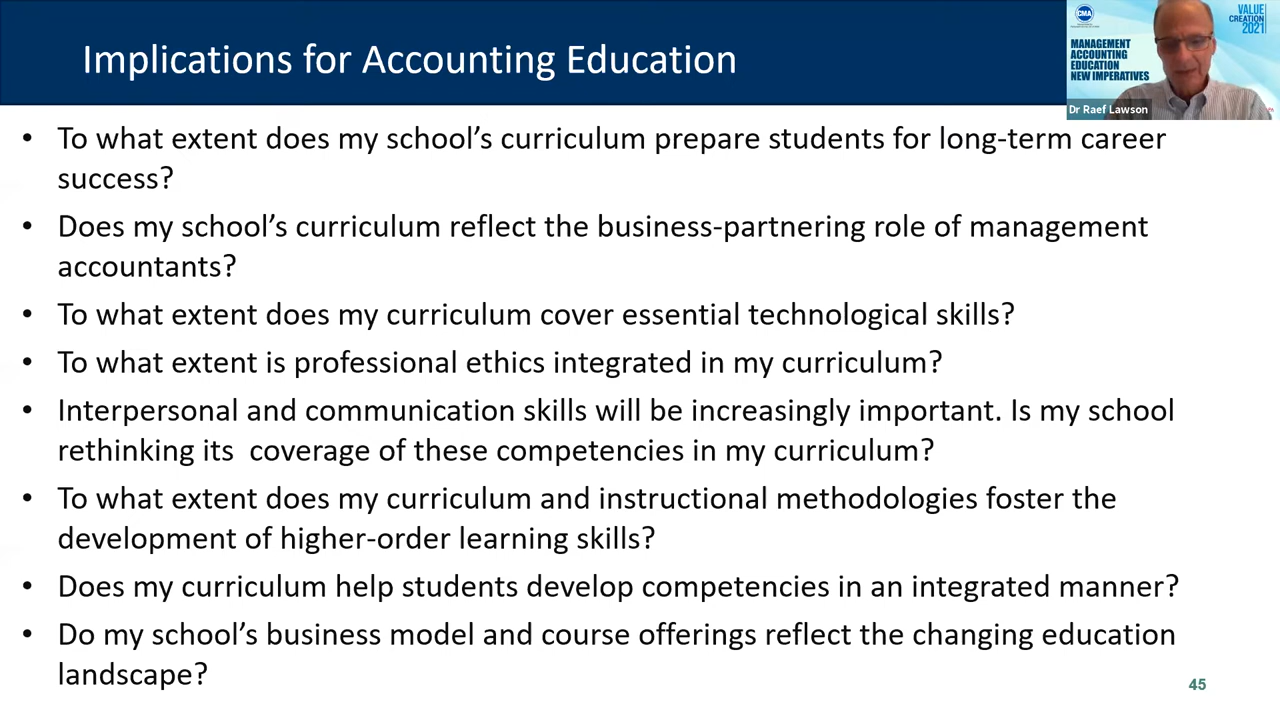 Implications for Accounting Education
CMA
VALUE
CREATION
2021
MANAGEMENT
ACCOUNTING
EDUCATION
NEW IMPERATIVES
Dr Raef Lawson
• To what extent does my school’s curriculum prepare students for long-term career
success?
• Does my school’s curriculum reflect the business-partnering role of management
accountants?
• To what extent does my curriculum cover essential technological skills?
• To what extent is professional ethics integrated in my curriculum?
• Interpersonal and communication skills will be increasingly important. Is my school
rethinking its  coverage of these competencies in my curriculum?
• To what extent does my curriculum and instructional methodologies foster the
development of higher-order learning skills?
• Does my curriculum help students develop competencies in an integrated manner?
• Do my school’s business model and course offerings reflect the changing education
landscape?
45